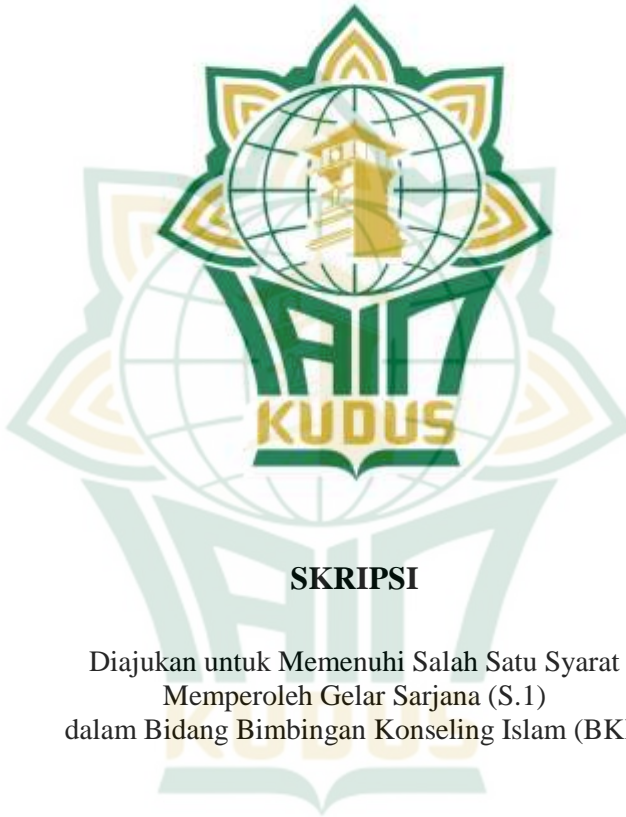 IAIN
KUDUS
SKRIPSI
Diajukan untuk Memenuhi Salah Satu Syarat
Memperoleh Gelar Sarjana (S.1)
dalam Bidang Bimbingan Konseling Islam (BK